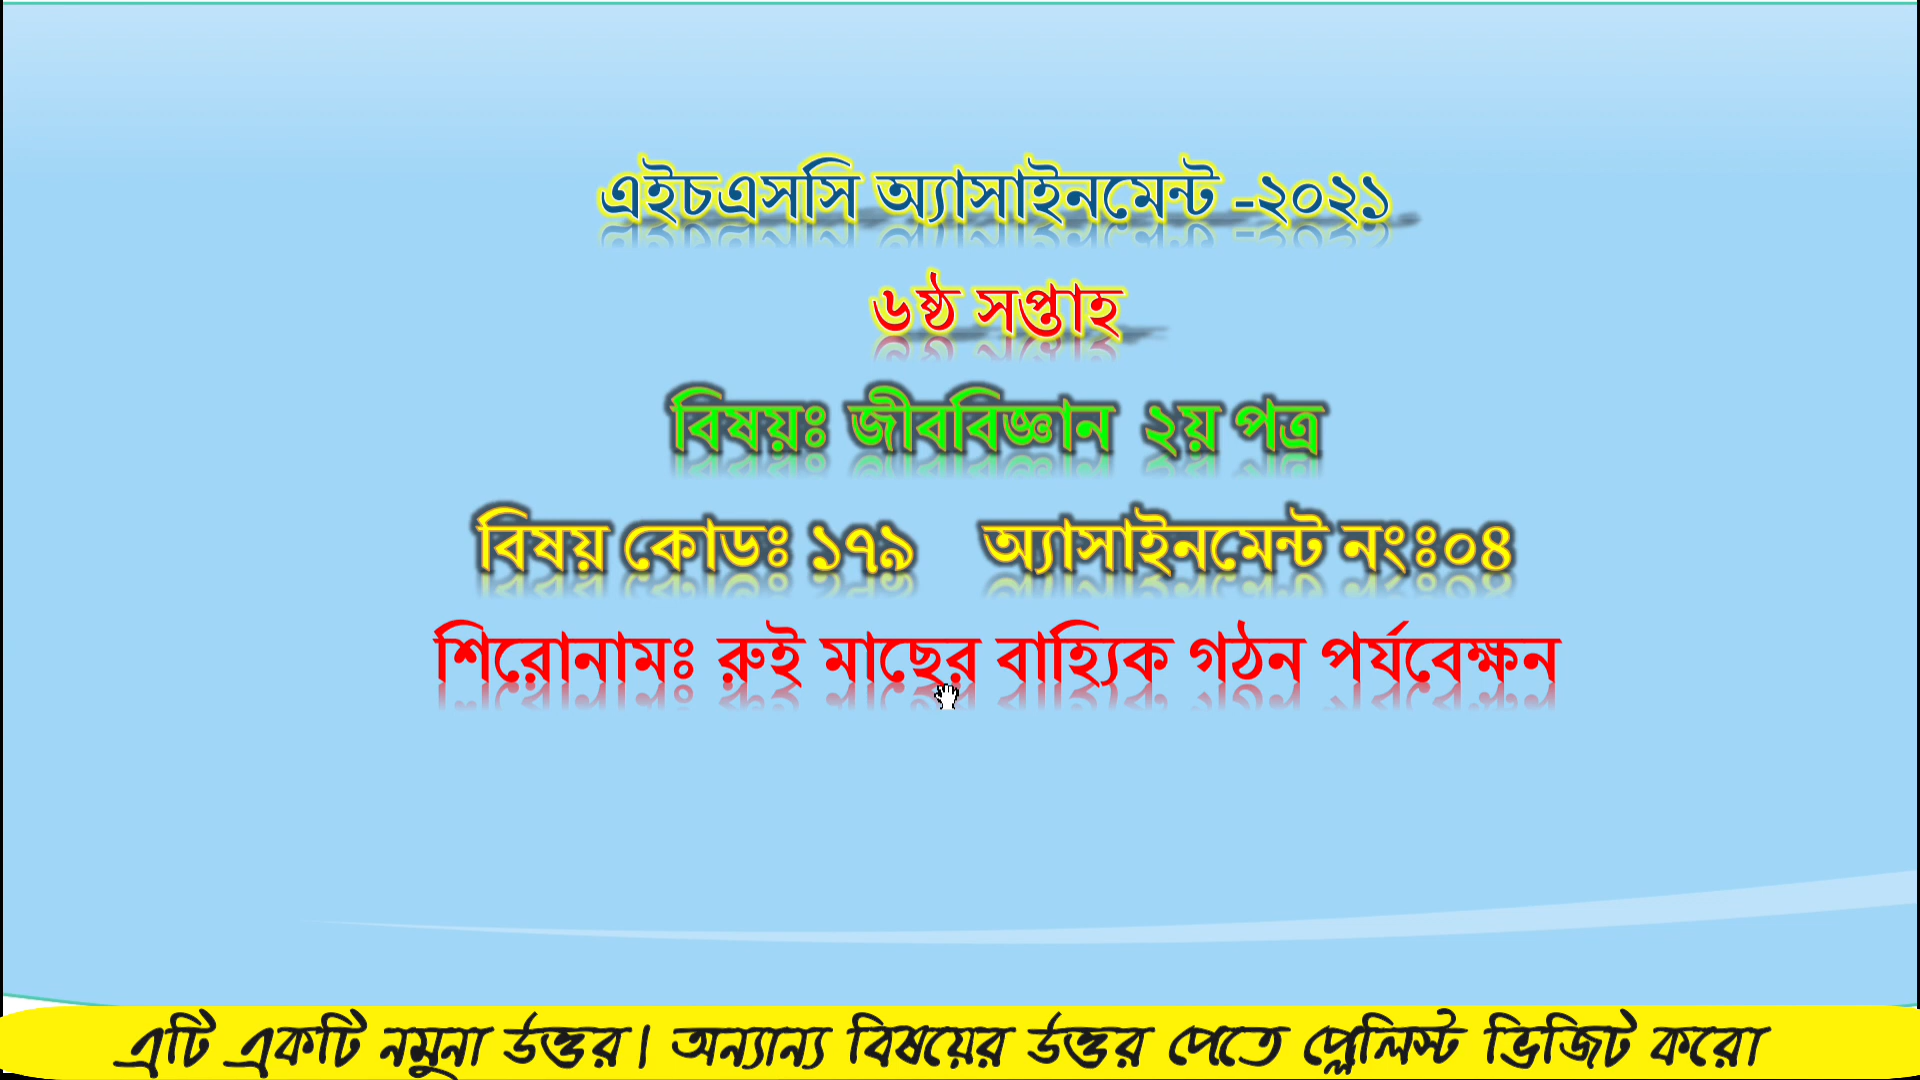 এইচএসসি অ্যাসাইনমেন্ট -২০২১
৬ষ্ঠ সপ্তাহ
বিষয়ঃ জীববিজ্ঞান ২য় পত্র
বিষয় কোডঃ ১৭৯ অ্যাসাইনমেন্ট নংঃ০৪
শিরোনামঃ রুই মাছের বাহ্যিক গঠন পর্যবেক্ষন
এটি একটি নমুনা উত্তর। অন্যান্য বিষয়ের উত্তর পেতে প্লেলিস্ট ভিজিট করো